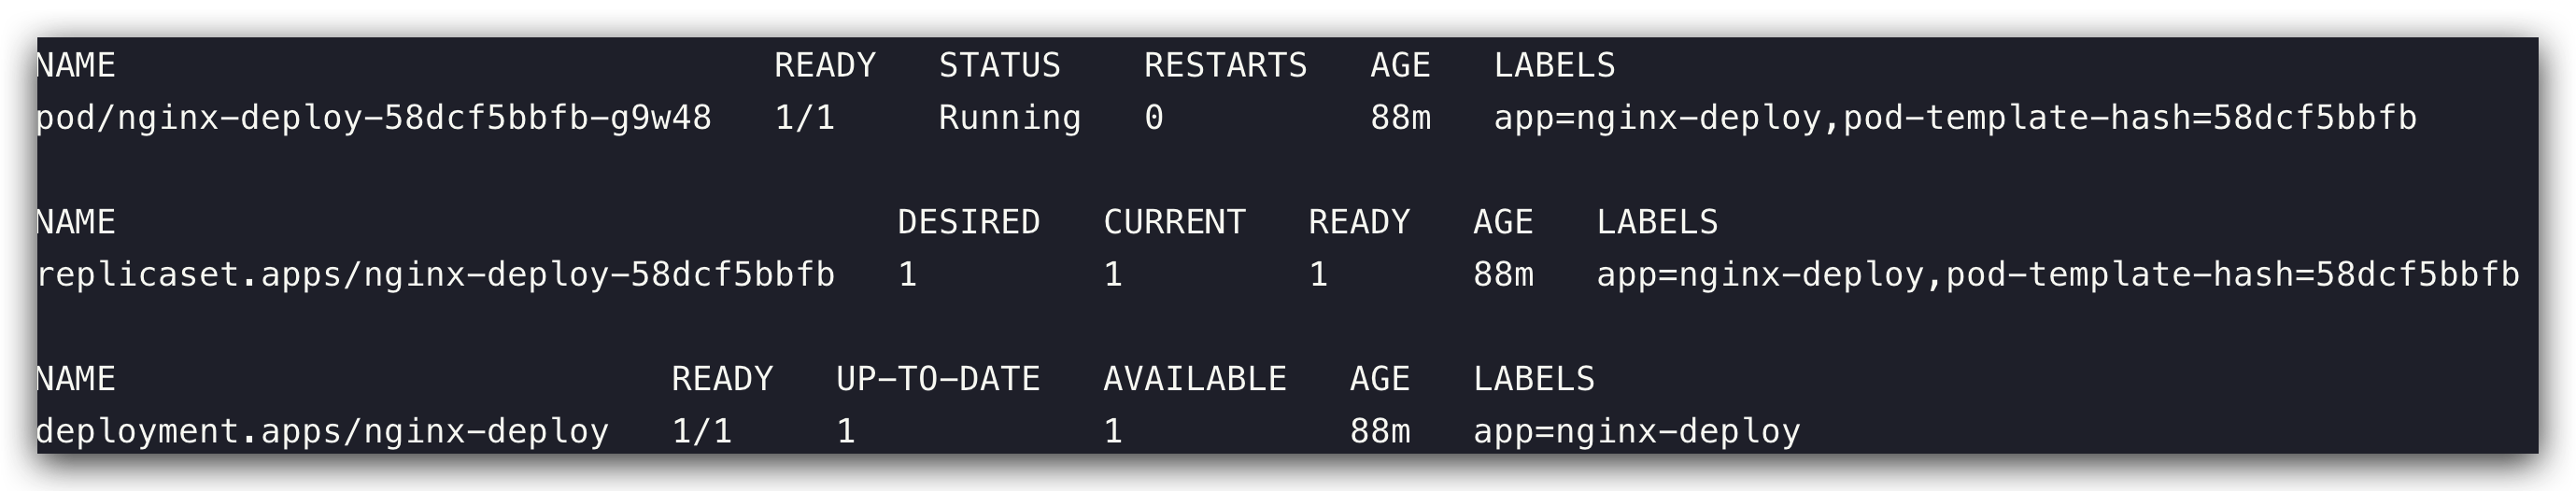 NAME READY STATUS RESTARTS AGE LABELS
pod/nginx-deploy-58dcf5bbfb-g9w48 1/1 Running 0 88m app=nginx-deploy,pod-template-hash=58dcf5bbfb
NAME DESIRED CURRENT READY AGE LABELS
replicaset.apps/nginx-deploy-58dcf5bbfb 1 1 1 88m app=nginx-deploy,pod-template-hash=58dcf5bbfb
NAME READY UP-TO-DATE AVAILABLE AGE LABELS
deployment.apps/nginx-deploy 1/1 1 1 88m app=nginx-deploy